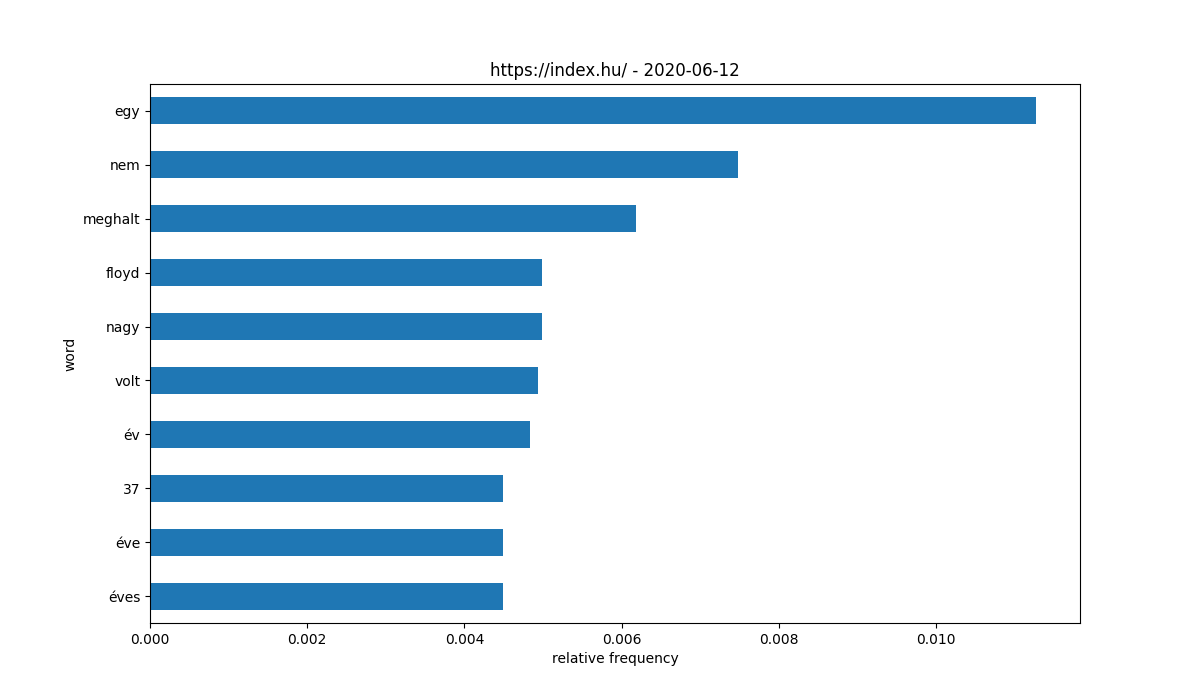 https://index.hu/ - 2020-06-12
egy
nem
meghalt
floyd
nagy
volt
év
37
éve
éves
word
0.000 0.002 0.004 0.006 0.008 0.010
relative frequency